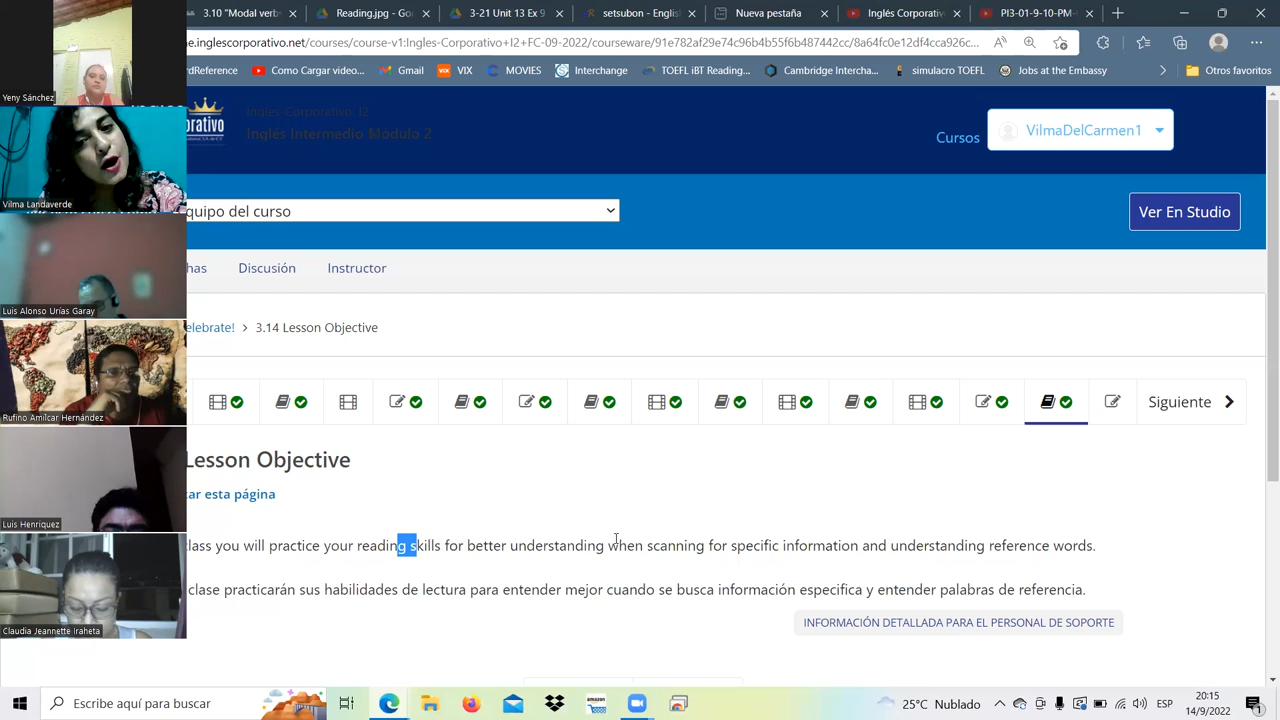 3.10 "Modal verb
Reading.jpg - Goo
3-21 Unit 13 Ex 9
setsubon - Englis
Nueva pestaña
Inglés Corporativo
PI3-01-9-10-PM-
e.inglescorporativo.net/courses/course-v1:Ingles-Corporativo+I2+FC-09-2022/courseware/91e782af29e74c96b4b55f6b487442cc/8a64fc0e12df4cca926c...
rdReference
Como Cargar video...
Gmail
VIX
MOVIES
Interchange
TOEFL iBT Reading...
Cambridge Intercha...
simulacro TOEFL
Jobs at the Embassy
Otros favoritos
Ingles-Corporativo: I2
Inglés Intermedio Módulo 2
Cursos
VilmaDelCarmen1
quipo del curso
Ver En Studio
has
Discusión
Instructor
elebrate! > 3.14 Lesson Objective
Siguiente
Lesson Objective
car esta página
class you will practice your reading skills for better understanding when scanning for specific information and understanding reference words.
clase practicarán sus habilidades de lectura para entender mejor cuando se busca información especifica y entender palabras de referencia.
INFORMACIÓN DETALLADA PARA EL PERSONAL DE SOPORTE
Yeny Sánchez
Vilma Landaverde
Luis Alonso Urías Garay
Rufino Amilcar Hernández
Luis Henriquez
Claudia Jeannette Iraheta
Escribe aquí para buscar
25°C Nublado
ESP
20:15
14/9/2022